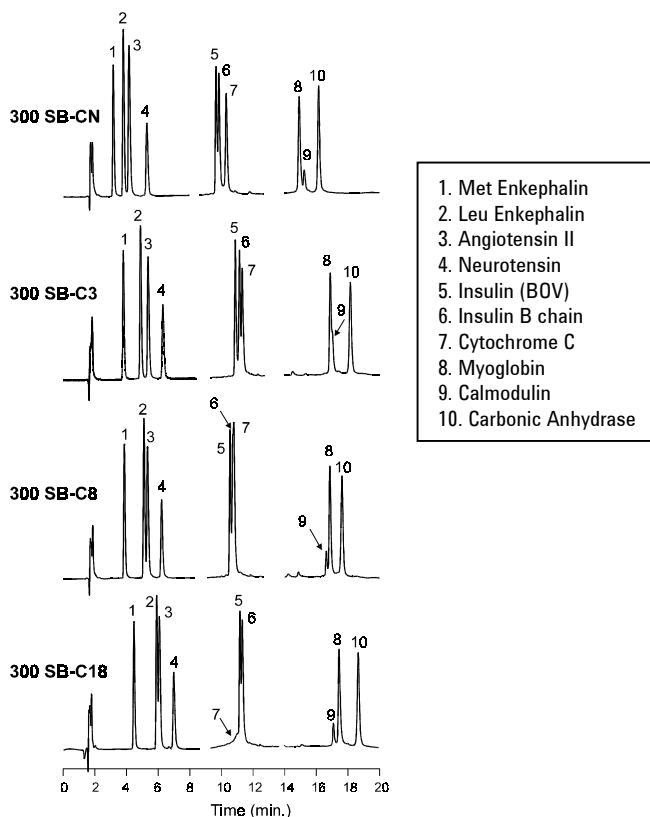 300 SB-CN
1
2
3
4
5
6
7
8
9
10
300 SB-C3
1
2
3
4
5
6
7
8
9
10
300 SB-C8
1
2
3
4
5
6
7
8
9
10
300 SB-C18
1
2
3
4
5
6
7
8
9
10
0 2 4 6 8 10 12 14 16 18 20
Time (min.)
1. Met Enkephalin
2. Leu Enkephalin
3. Angiotensin II
4. Neurotensin
5. Insulin (BOV)
6. Insulin B chain
7. Cytochrome C
8. Myoglobin
9. Calmodulin
10. Carbonic Anhydrase